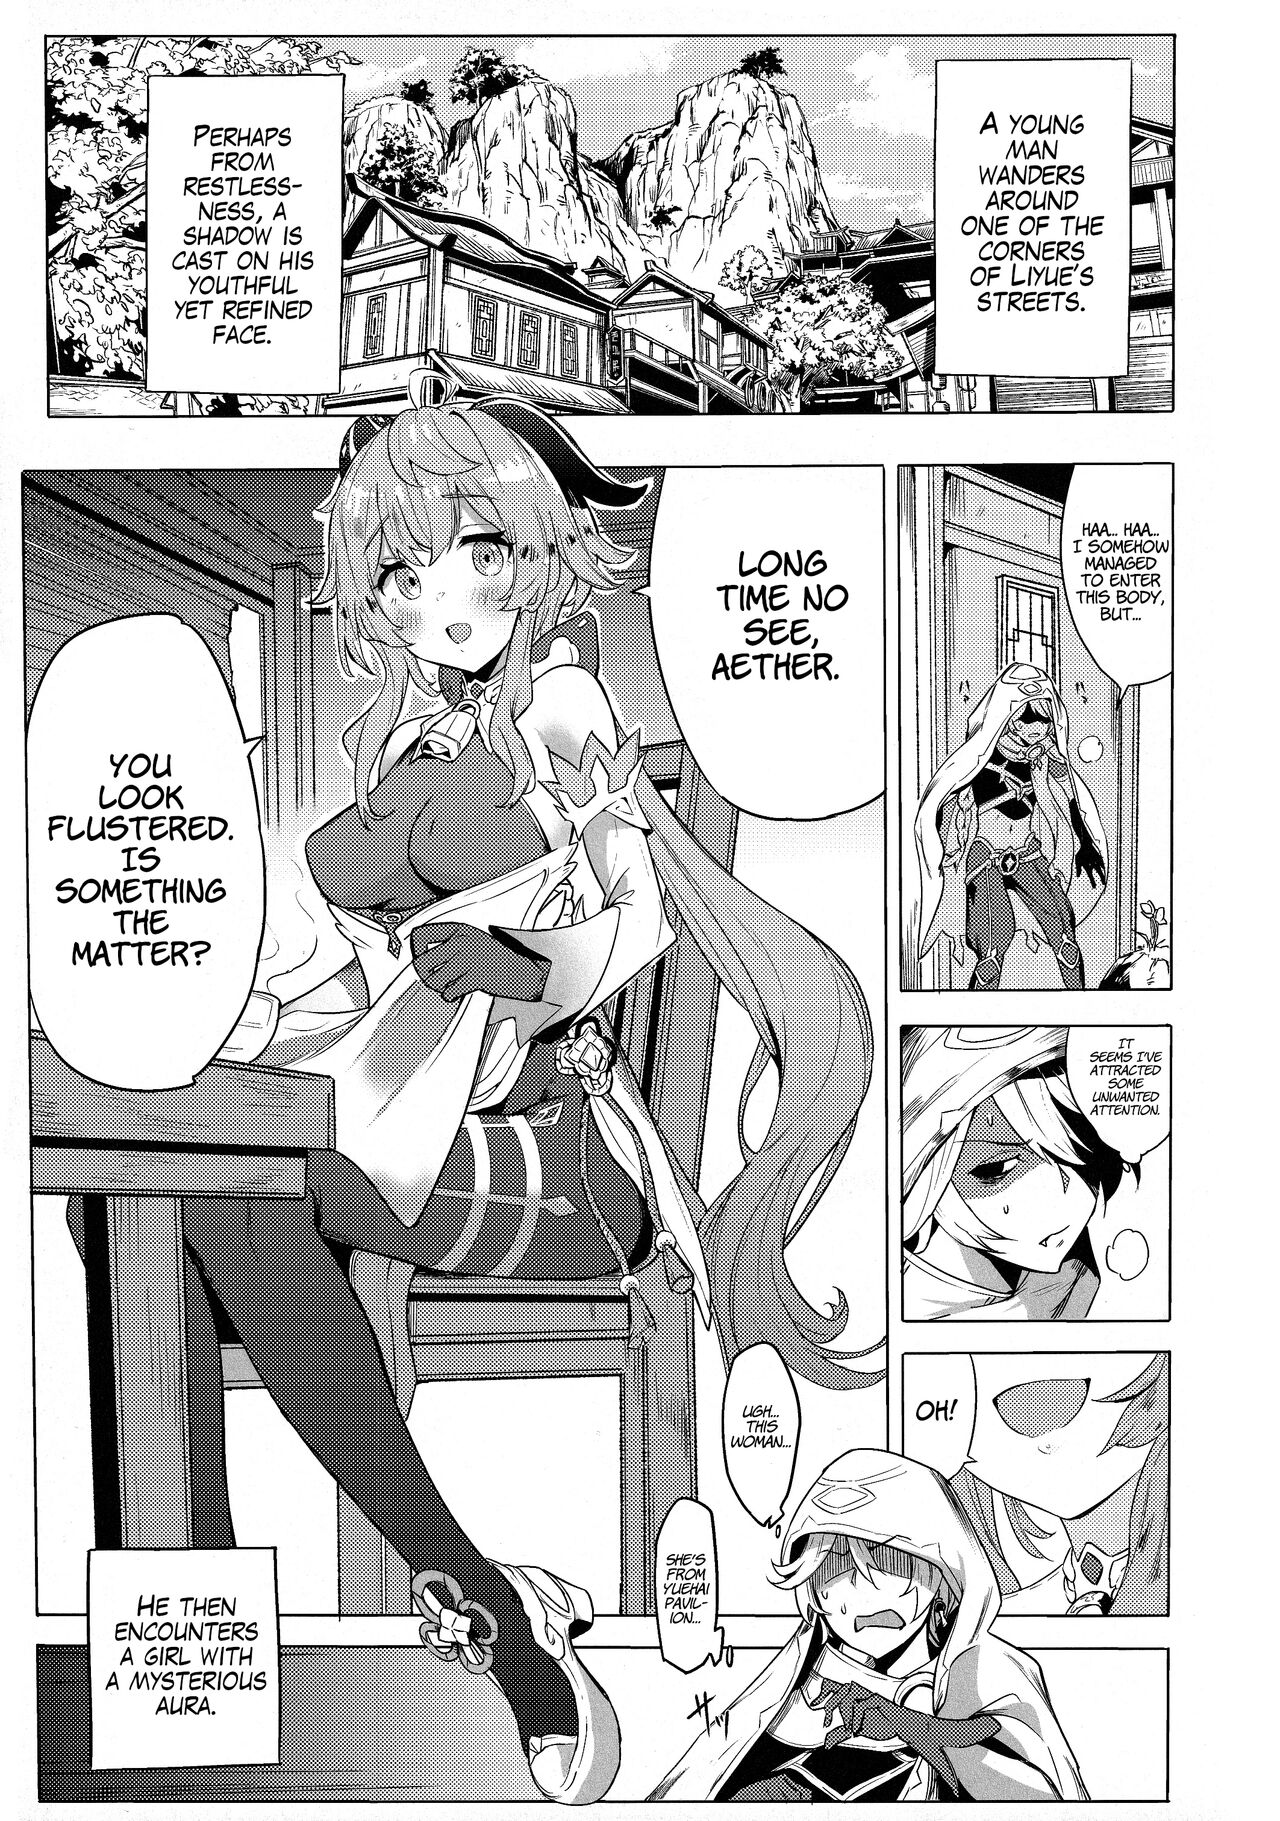 A YOUNG
MAN
WANDERS
AROUND
ONE OF THE
CORNERS
OF LIYUE'S
STREETS.
PERHAPS
FROM
RESTLESS-
NESS, A
SHADOW IS
CAST ON HIS
YOUTHFUL
YET REFINED
FACE.
HAA... HAA...
I SOMEHOW
MANAGED
TO ENTER
THIS BODY,
BUT...
IT
SEEMS I'VE
ATTRACTED
SOME
UNWANTED
ATTENTION.
OH!
LONG
TIME NO
SEE,
AETHER.
YOU
LOOK
FLUSTERED.
IS
SOMETHING
THE
MATTER?
UGH...
THIS
WOMAN...
SHE'S
FROM
YUEHAI
PAVIL-
ION...
HE THEN
ENCOUNTERS
A GIRL WITH
A MYSTERIOUS
AURA.